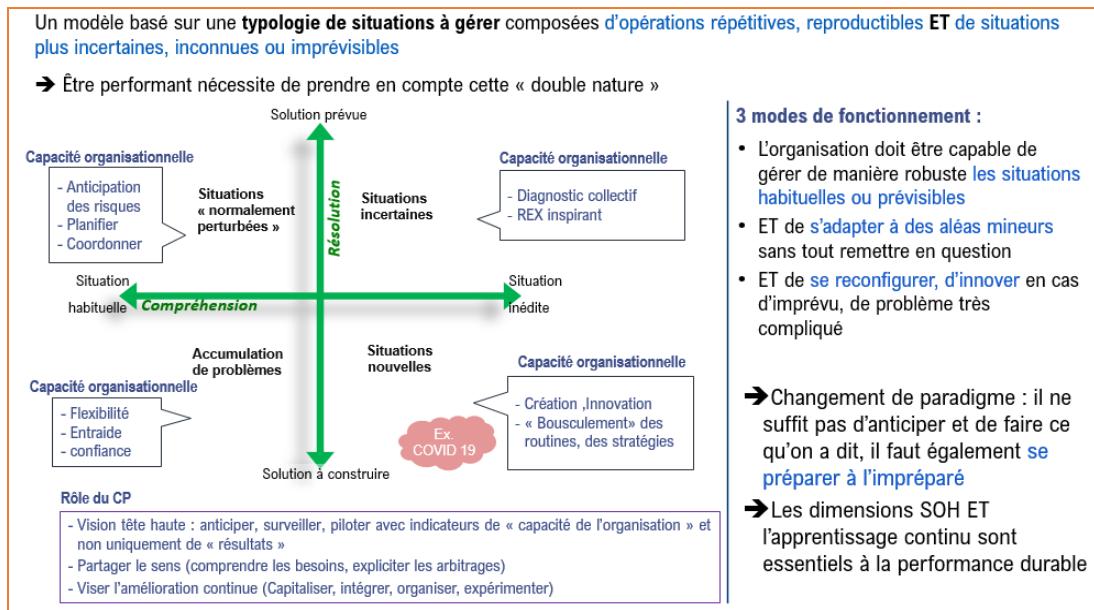 Un modèle basé sur une typologie de situations à gérer composées d'opérations répétitives, reproductibles ET de situations
plus incertaines, inconnues ou imprévisibles
➔ Être performant nécessite de prendre en compte cette « double nature »
Solution prévue
Capacité organisationnelle
- Anticipation
des risques
- Planifier
- Coordonner
Situations
« normalement
perturbées »
Résolution
Situations
incertaines
Capacité organisationnelle
- Diagnostic collectif
- REX inspirant
Situation
habituelle
Compréhension
Situation
inédite
Accumulation
de problèmes
Capacité organisationnelle
- Flexibilité
- Entraide
- confiance
Situations
nouvelles
Capacité organisationnelle
- Création ,Innovation
- « Bousculement» des
routines, des stratégies
Ex.
COVID 19
Solution à construire
Rôle du CP
- Vision tête haute : anticiper, surveiller, piloter avec indicateurs de « capacité de l'organisation » et
non uniquement de « résultats »
- Partager le sens (comprendre les besoins, expliciter les arbitrages)
- Viser l'amélioration continue (Capitaliser, intégrer, organiser, expérimenter)
3 modes de fonctionnement :
• L'organisation doit être capable de
gérer de manière robuste les situations
habituelles ou prévisibles
• ET de s'adapter à des aléas mineurs
sans tout remettre en question
• ET de se reconfigurer, d'innover en cas
d'imprévu, de problème très
compliqué
➔Changement de paradigme : il ne
suffit pas d'anticiper et de faire ce
qu'on a dit, il faut également se
préparer à l'impréparé
➔Les dimensions SOH ET
l'apprentissage continu sont
essentiels à la performance durable